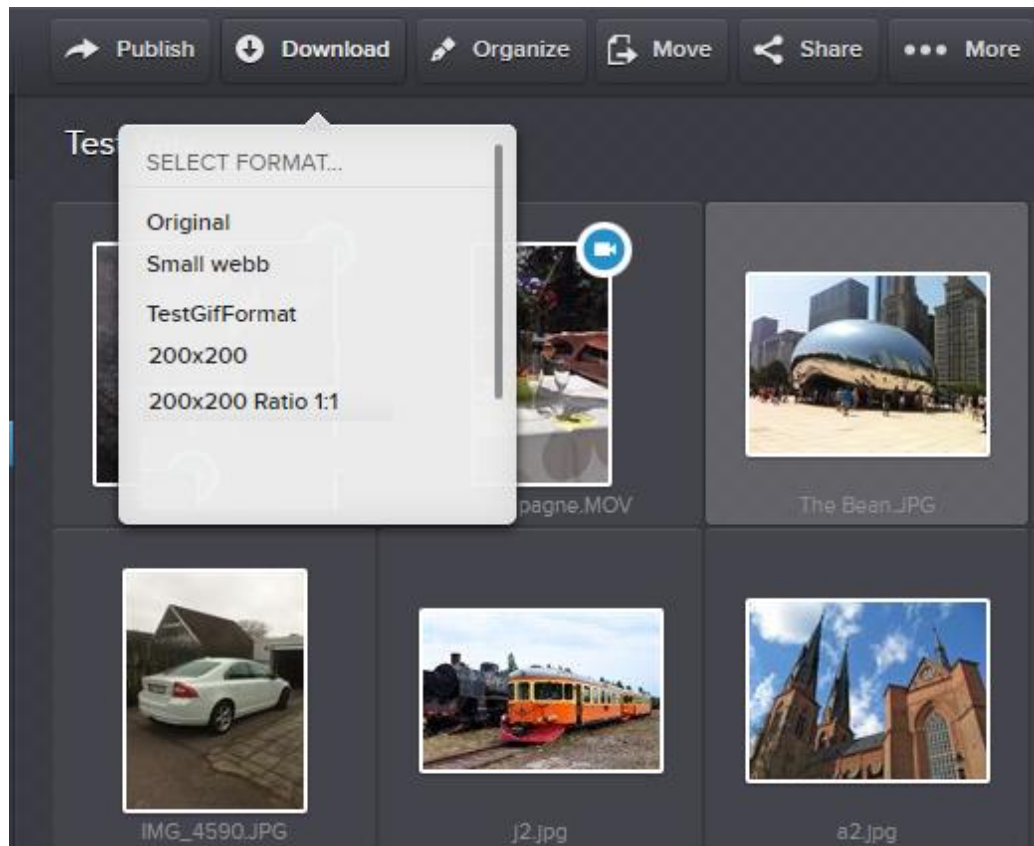 Publish Download Organize Move Share More
Tes
SELECT FORMAT...
Original
Small webb
TestGifFormat
200x200
200x200 Ratio 1:1
pagne.MOV
The Bean.JPG
IMG_4590.JPG
j2.jpg
a2.jpg